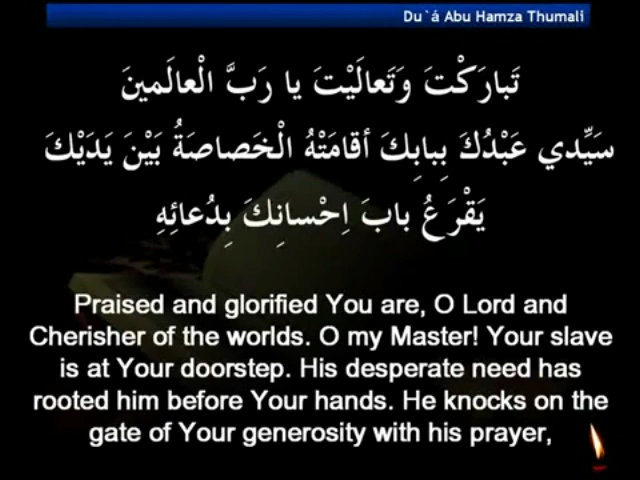 Du`á Abu Hamza Thumali
تَبارَكْتَ وَتَعالَيْتَ يا رَبَّ الْعالَمينَ
سَيِّدي عَبْدُكَ بِبابِكَ أقامَتْهُ الْخَصاصَةُ بَيْنَ يَدَيْكَ
يَقْرَعُ بابَ اِحْسانِكَ بِدُعائِهِ
Praised and glorified You are, O Lord and
Cherisher of the worlds. O my Master! Your slave
is at Your doorstep. His desperate need has
rooted him before Your hands. He knocks on the
gate of Your generosity with his prayer,